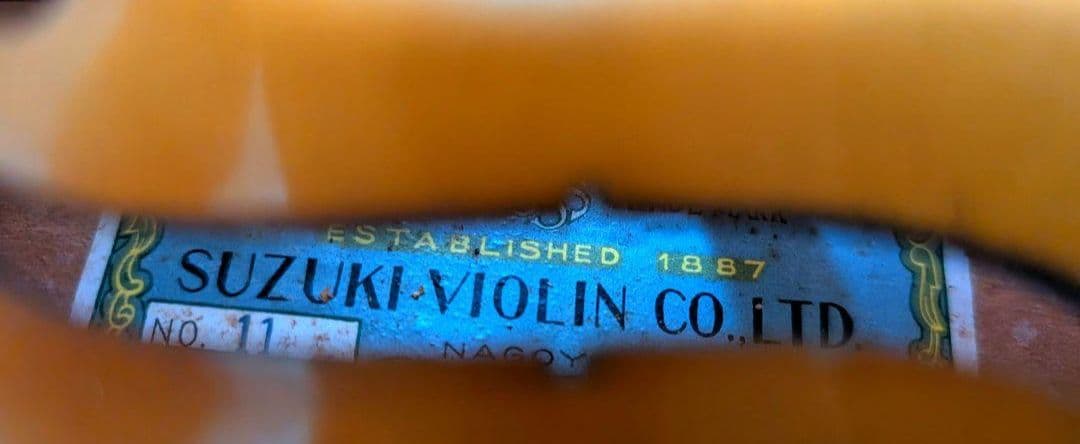 ESTABLISHED 1887
SUZUKI VIOLIN CO., LTD.
NO. 11